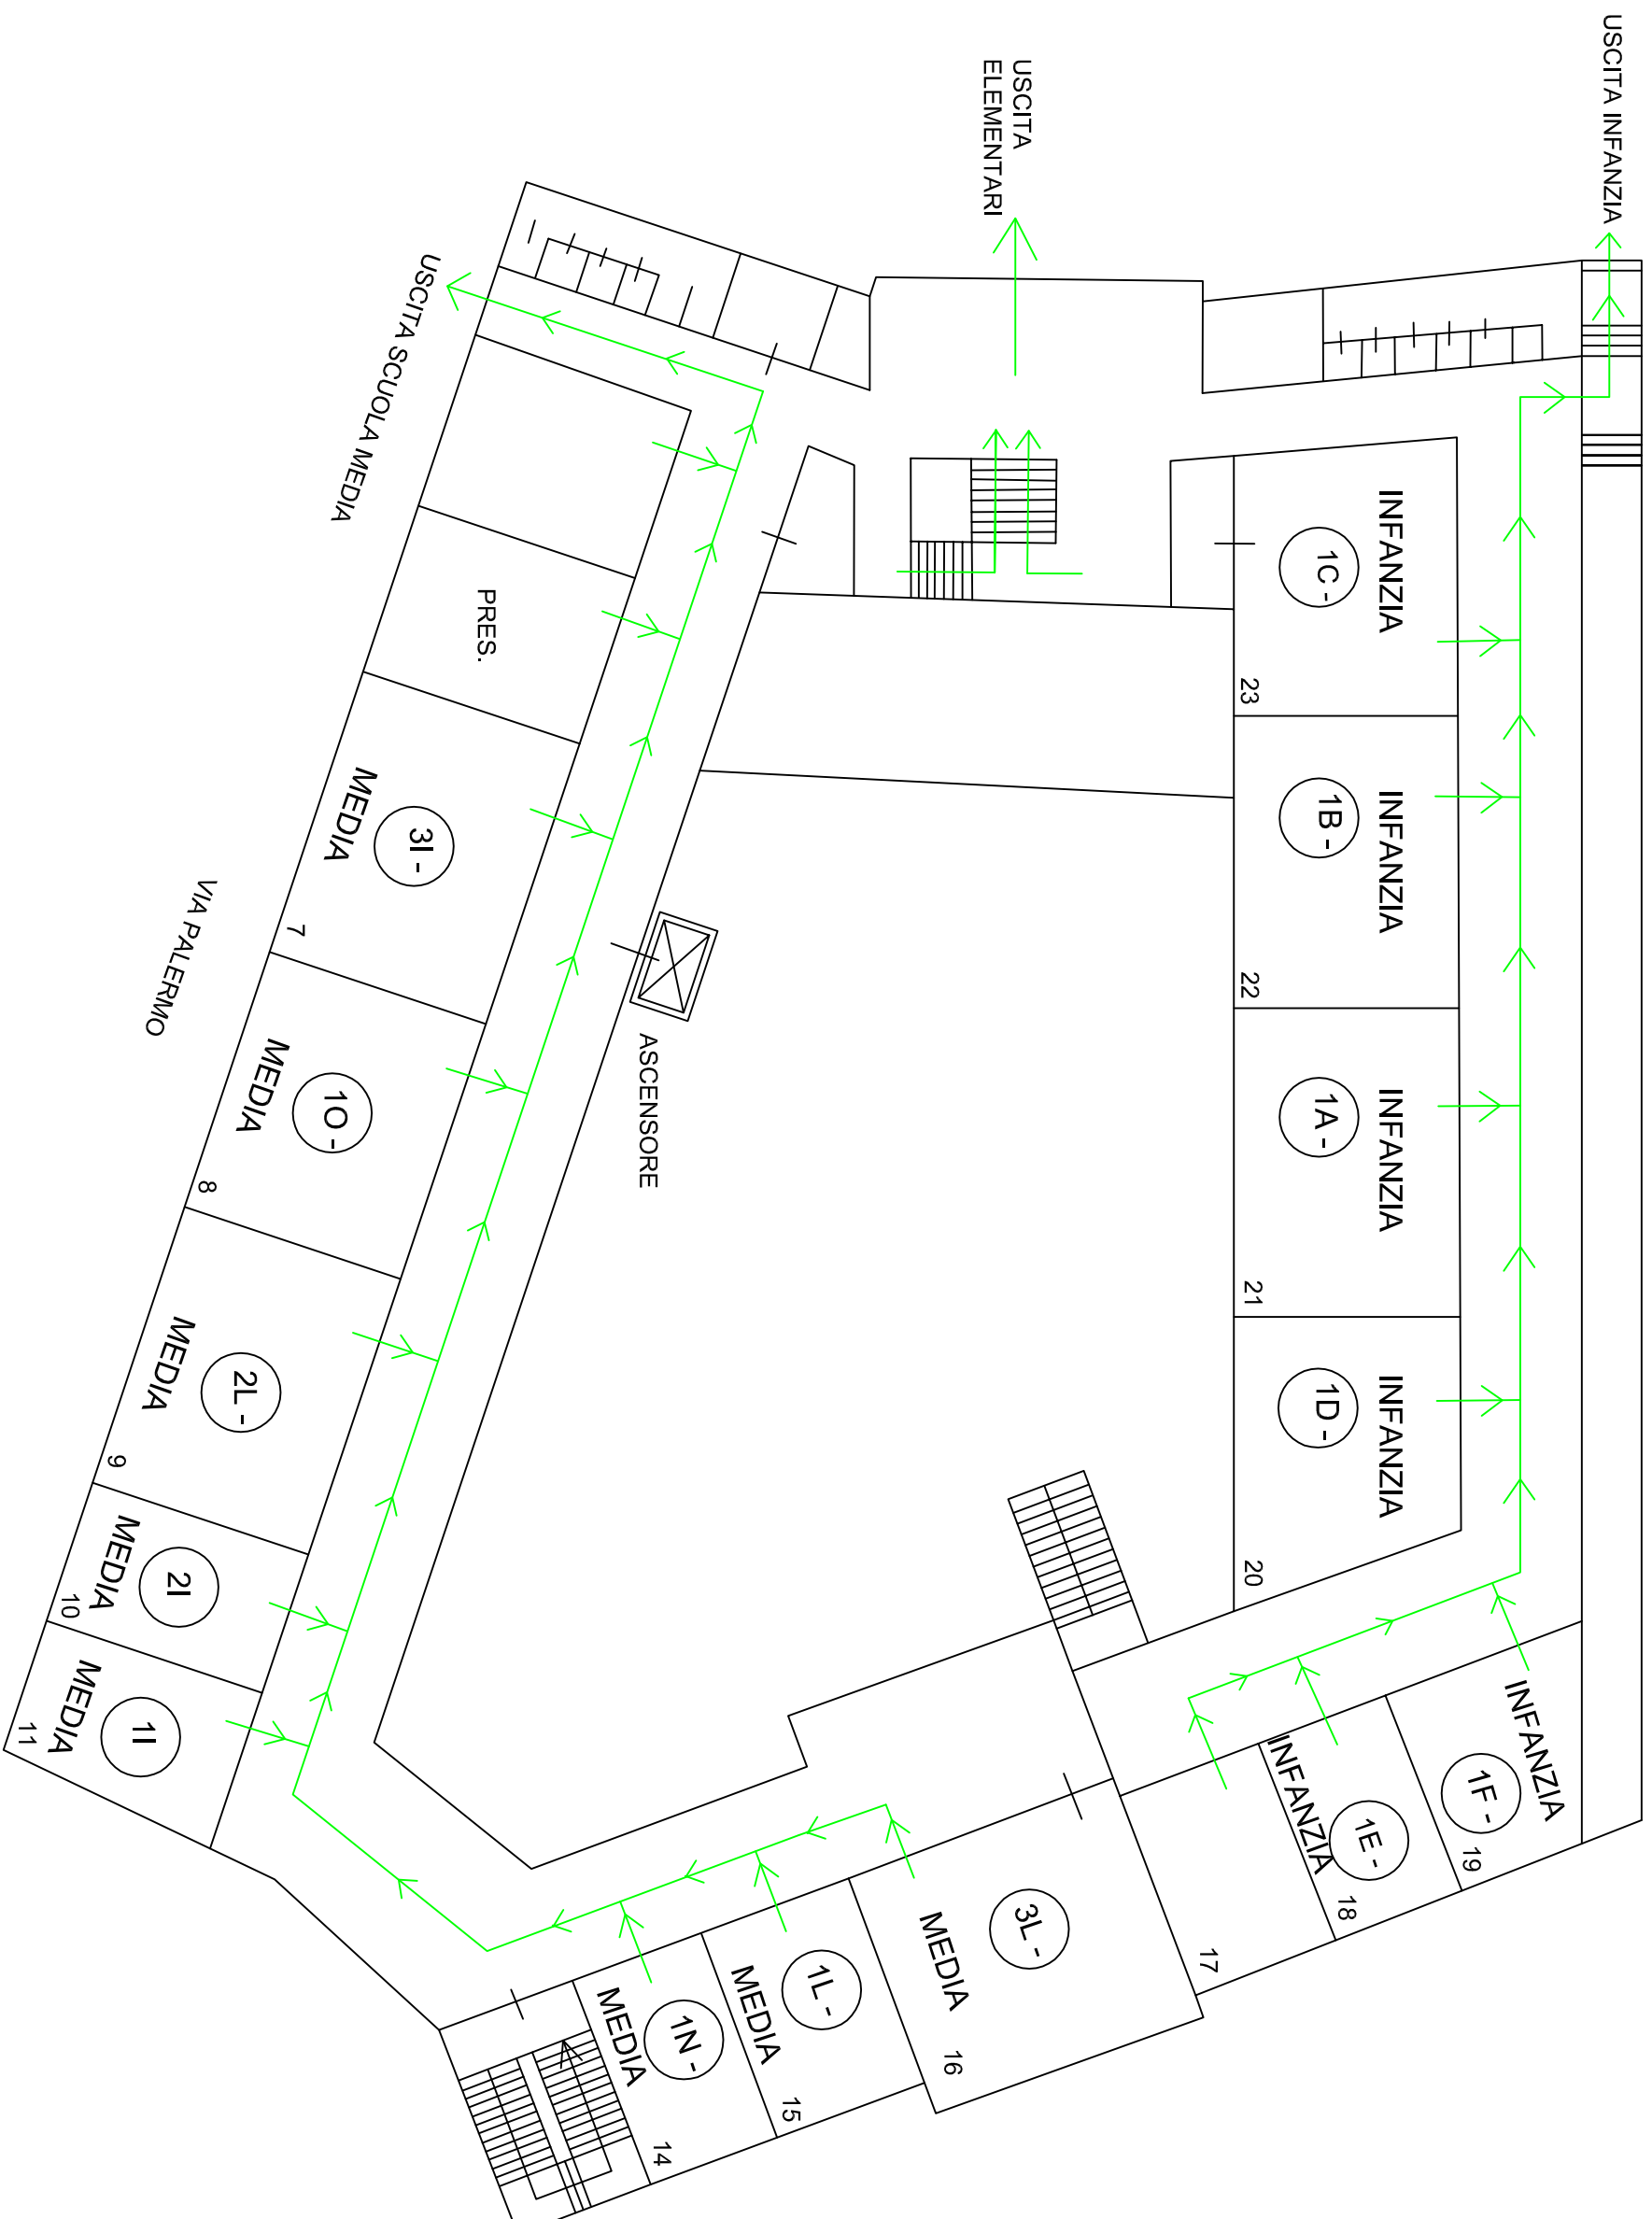 USCITA INFANZIA
USCITA
ELEMENTARI
USCITA SCUOLA MEDIA
INFANZIA
1C -
23
INFANZIA
1B -
22
INFANZIA
1A -
21
INFANZIA
1D -
20
PRES.
MEDIA
3I -
7
VIA PALERMO
ASCENSORE
MEDIA
1O -
8
MEDIA
2L -
9
MEDIA
2I
10
MEDIA
1I
11
INFANZIA
1F -
19
INFANZIA
1E -
18
17
MEDIA
3L -
16
MEDIA
1L -
15
MEDIA
1N -
14